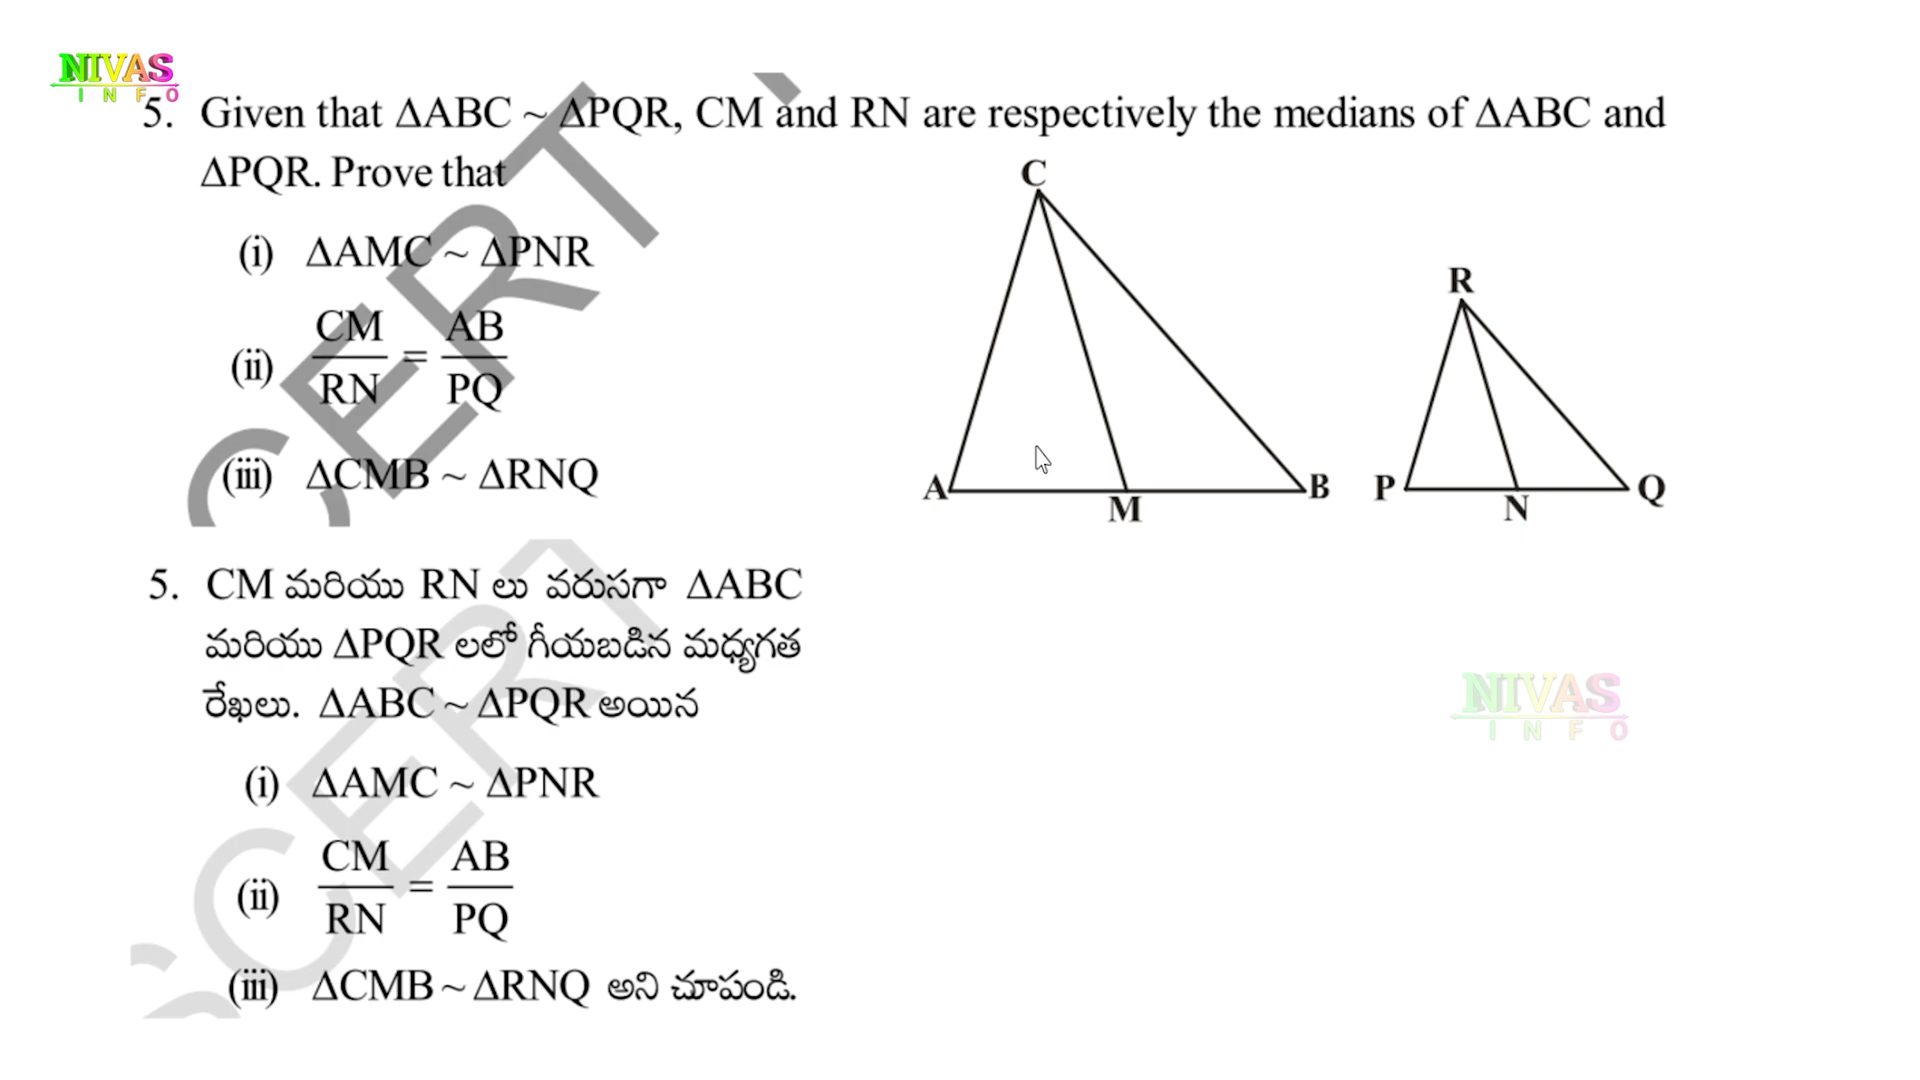 NIVAS
INFO
5. Given that ΔABC ~ ΔPQR, CM and RN are respectively the medians of ΔABC and
ΔPQR. Prove that
(i) ΔAMC ~ ΔPNR
(ii) CM/RN = AB/PQ
(iii) ΔCMB ~ ΔRNQ
C
A
M
B
R
P
N
Q
CERT
5. CM మరియు RN లు వరుసగా ΔABC
మరియు ΔPQR లలో గీయబడిన మధ్యగత
రేఖలు. ΔABC ~ ΔPQR అయిన
(i) ΔAMC ~ ΔPNR
(ii) CM/RN = AB/PQ
(iii) ΔCMB ~ ΔRNQ అని చూపండి.
SCERT
NIVAS
INFO